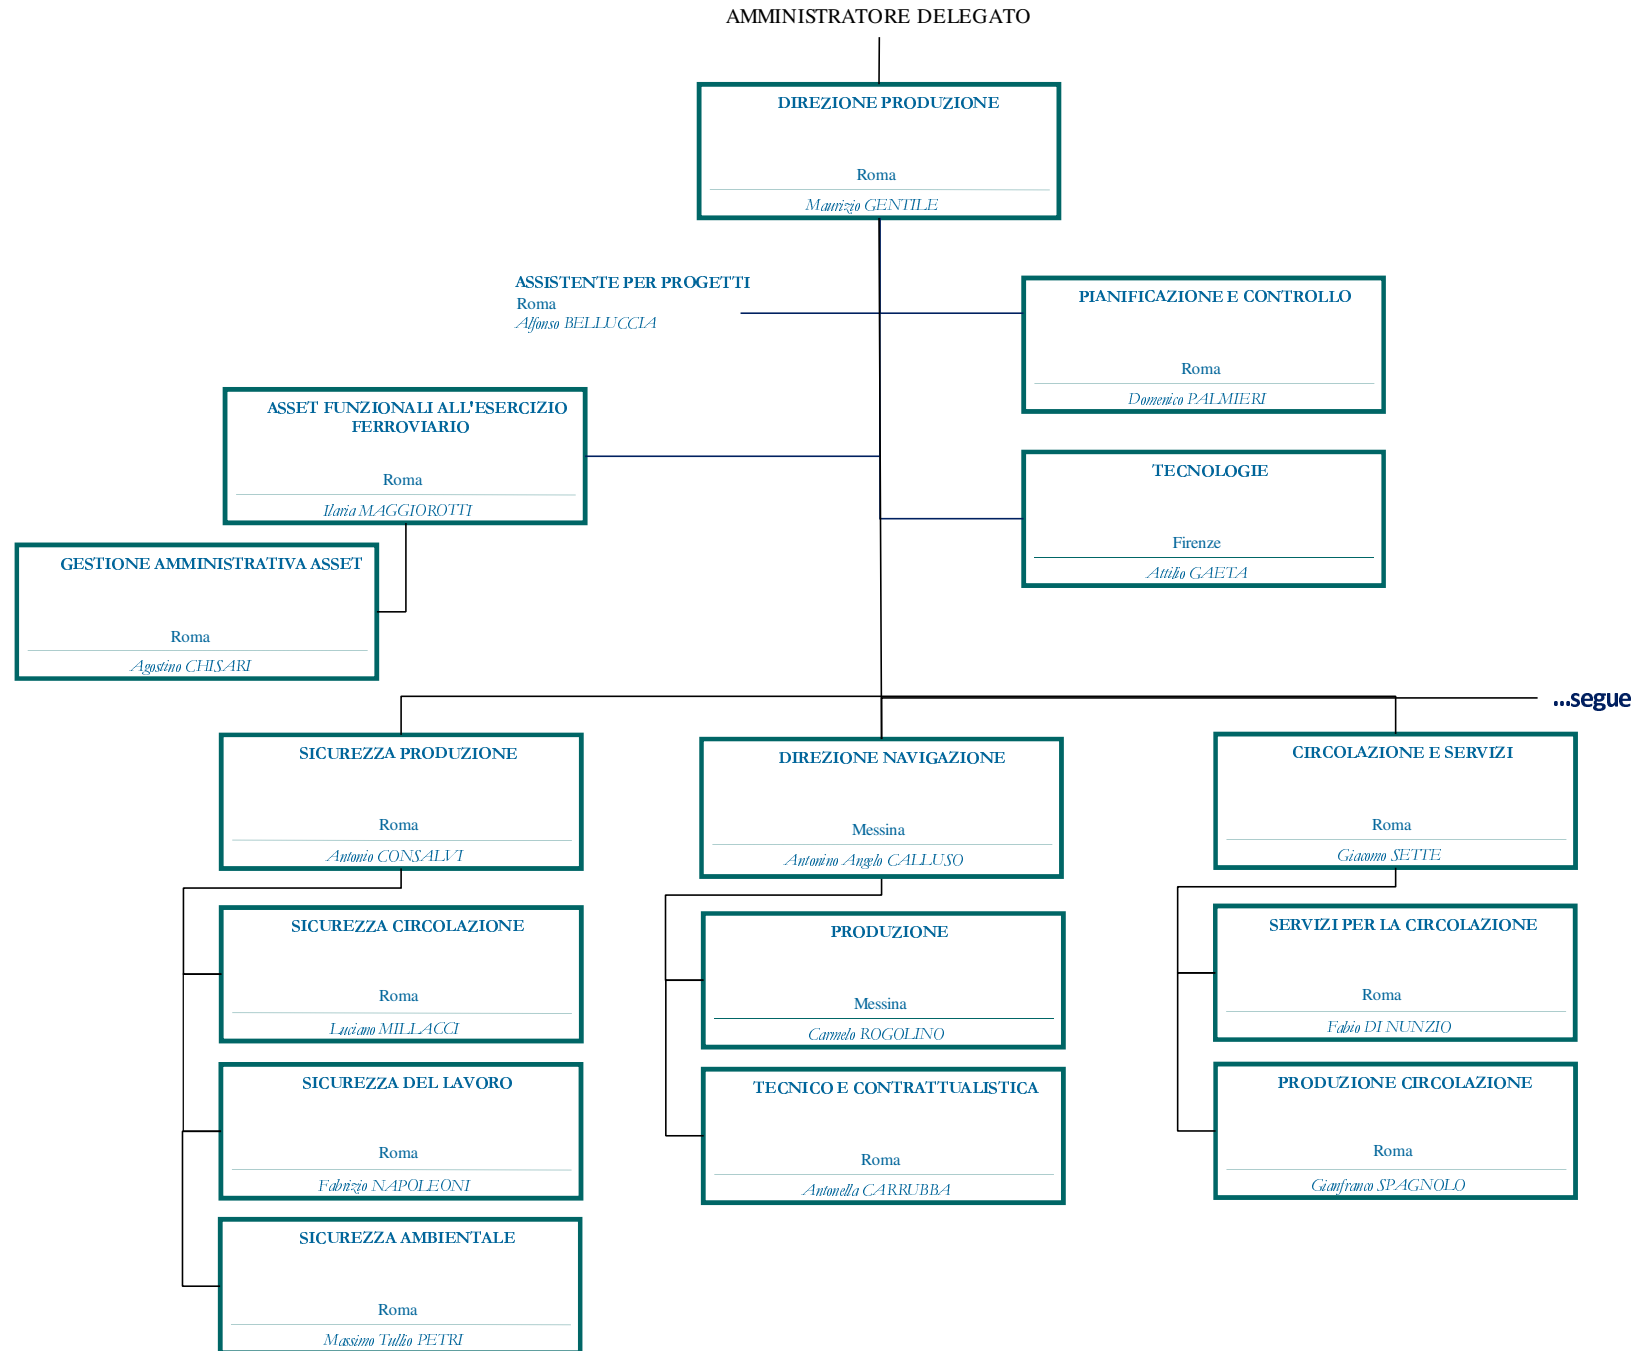 AMMINISTRATORE DELEGATO
DIREZIONE PRODUZIONE
Roma
Maurizio GENTILE
ASSISTENTE PER PROGETTI
Roma
Alfonso BELLUCCIA
PIANIFICAZIONE E CONTROLLO
Roma
Domenico PALMIERI
ASSET FUNZIONALI ALL'ESERCIZIO
FERROVIARIO
Roma
Ilaria MAGGIOROTTI
TECNOLOGIE
Firenze
Attilio GAETA
GESTIONE AMMINISTRATIVA ASSET
Roma
Agostino CHISARI
...segue
SICUREZZA PRODUZIONE
Roma
Antonio CONSALVI
DIREZIONE NAVIGAZIONE
Messina
Antonino Angelo CALLUSO
CIRCOLAZIONE E SERVIZI
Roma
Giacomo SETTE
SICUREZZA CIRCOLAZIONE
Roma
Luciano MILLACCI
PRODUZIONE
Messina
Carmelo ROGOLINO
SERVIZI PER LA CIRCOLAZIONE
Roma
Fabio DI NUNZIO
SICUREZZA DEL LAVORO
Roma
Fabrizio NAPOLEONI
TECNICO E CONTRATTUALISTICA
Roma
Antonella CARRUBBA
PRODUZIONE CIRCOLAZIONE
Roma
Gianfranco SPAGNOLO
SICUREZZA AMBIENTALE
Roma
Massimo Tullio PETRI